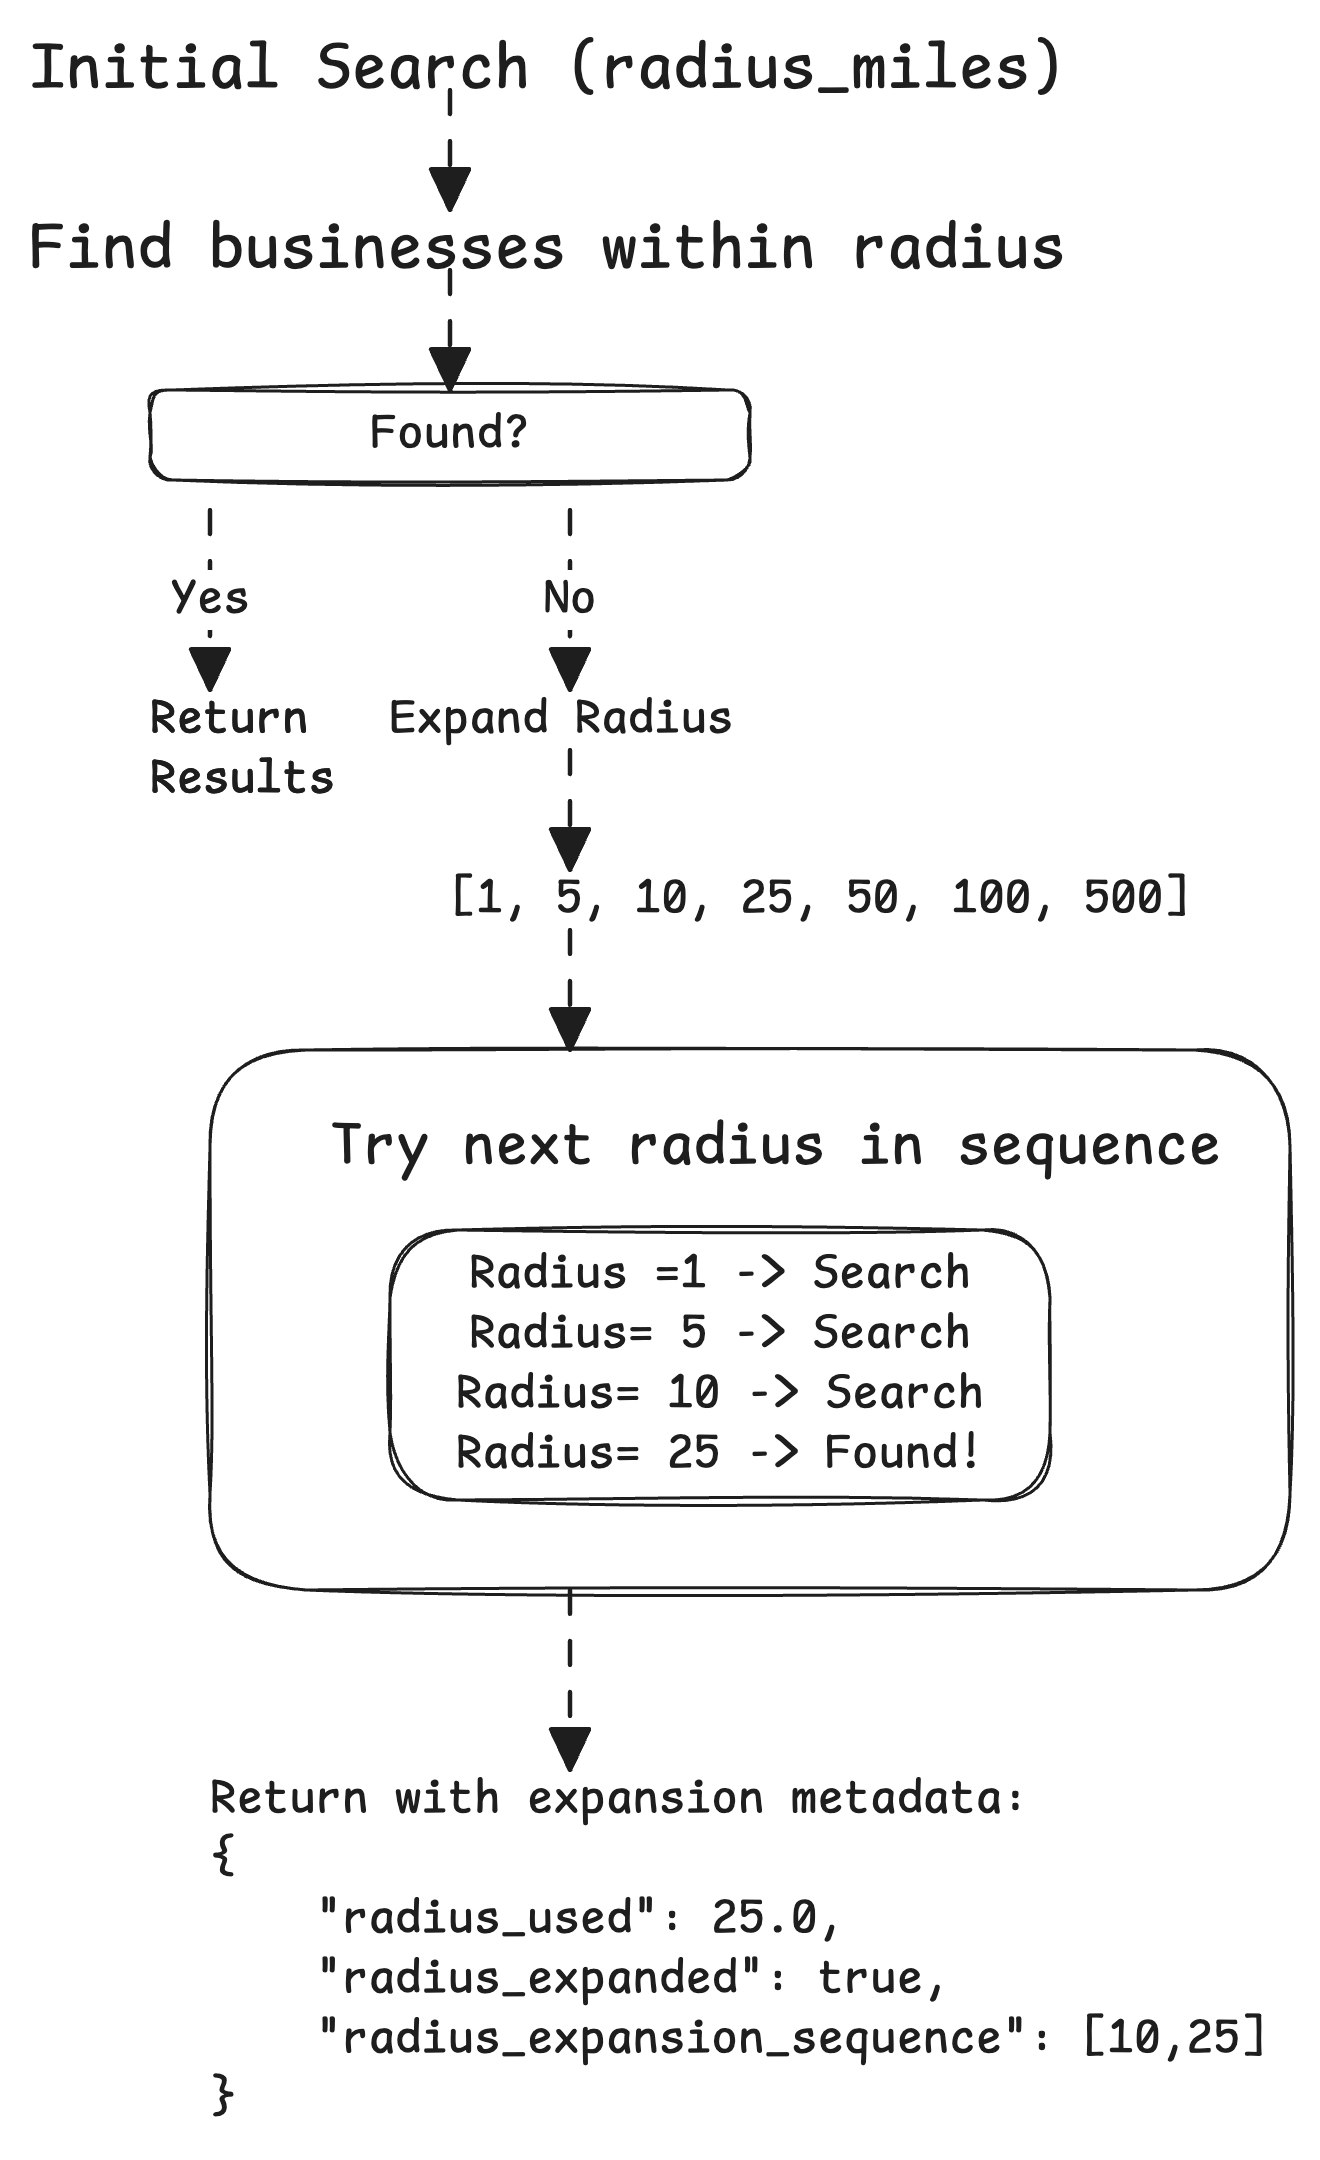 Initial Search (radius_miles)
Find businesses within radius
Found?
Yes
No
Return
Results
Expand Radius
[1, 5, 10, 25, 50, 100, 500]
Try next radius in sequence
Radius =1 -> Search
Radius= 5 -> Search
Radius= 10 -> Search
Radius= 25 -> Found!
Return with expansion metadata:
{
"radius_used": 25.0,
"radius_expanded": true,
"radius_expansion_sequence": [10,25]
}